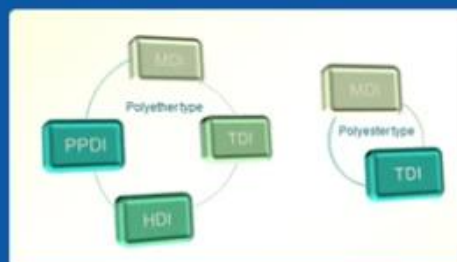 MDI
Polyether type
PPDI
TDI
HDI
MDI
Polyester type
TDI